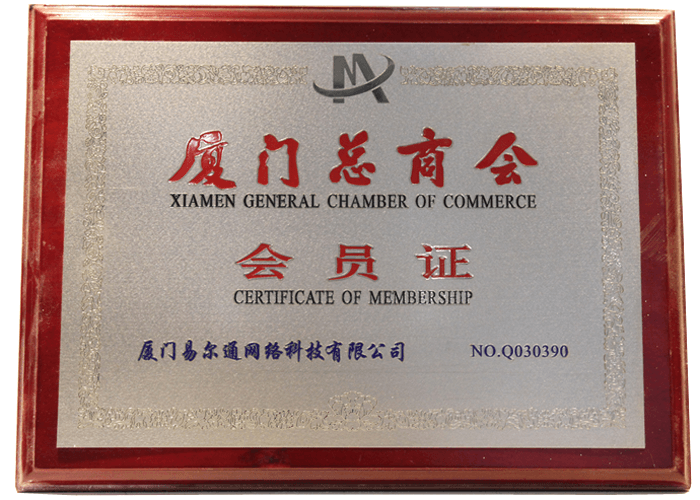 厦门总商会
XIAMEN GENERAL CHAMBER OF COMMERCE
会员证
CERTIFICATE OF MEMBERSHIP
厦门易尔通网络科技有限公司 NO.Q030390